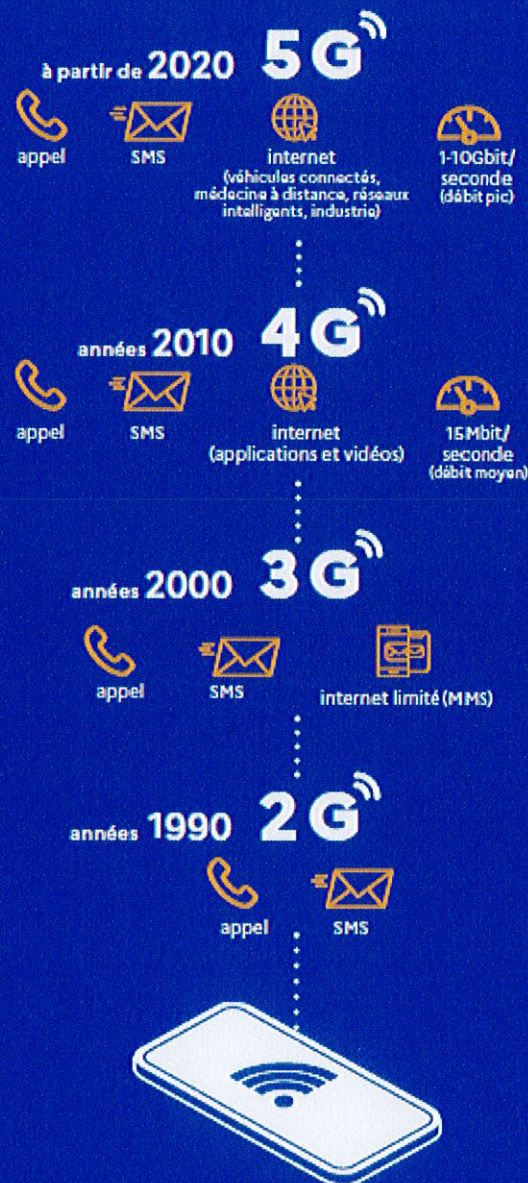 à partir de 2020 5G
appel
SMS
internet
(véhicules connectés,
médecine à distance, réseaux
intelligents, industrie)
1-10Gbit/
seconde
(débit pic)
années 2010 4G
appel
SMS
internet
(applications et vidéos)
15Mbit/
seconde
(débit moyen)
années 2000 3G
appel
SMS
internet limité (MMS)
années 1990 2G
appel
SMS